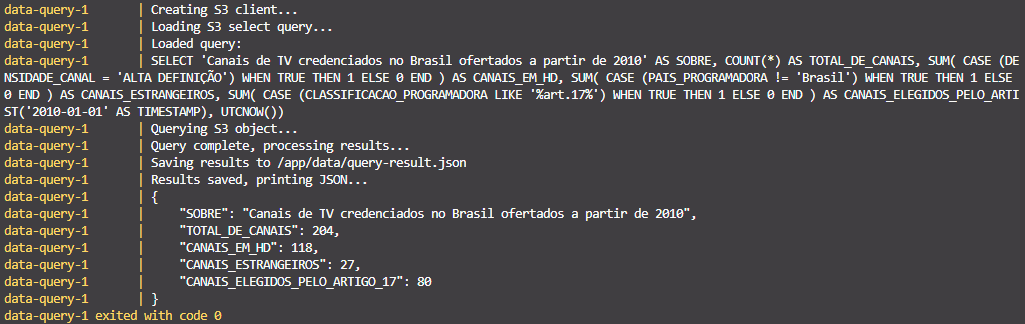 data-query-1 | Creating S3 client...
data-query-1 | Loading S3 select query...
data-query-1 | Loaded query:
data-query-1 | SELECT 'Canais de TV credenciados no Brasil ofertados a partir de 2010' AS SOBRE, COUNT(*) AS TOTAL_DE_CANAIS, SUM( CASE (DE
NSIDADE_CANAL = 'ALTA DEFINIÇÃO') WHEN TRUE THEN 1 ELSE 0 END ) AS CANAIS_EM_HD, SUM( CASE (PAIS_PROGRAMADORA != 'Brasil') WHEN TRUE THEN 1 ELSE
0 END ) AS CANAIS_ESTRANGEIROS, SUM( CASE (CLASSIFICACAO_PROGRAMADORA LIKE '%art.17%') WHEN TRUE THEN 1 ELSE 0 END ) AS CANAIS_ELEGIDOS_PELO_ARTI
ST('2010-01-01' AS TIMESTAMP), UTCNOW())
data-query-1 | Querying S3 object...
data-query-1 | Query complete, processing results...
data-query-1 | Saving results to /app/data/query-result.json
data-query-1 | Results saved, printing JSON...
data-query-1 | {
data-query-1 |     "SOBRE": "Canais de TV credenciados no Brasil ofertados a partir de 2010",
data-query-1 |     "TOTAL_DE_CANAIS": 204,
data-query-1 |     "CANAIS_EM_HD": 118,
data-query-1 |     "CANAIS_ESTRANGEIROS": 27,
data-query-1 |     "CANAIS_ELEGIDOS_PELO_ARTIGO_17": 80
data-query-1 | }
data-query-1 exited with code 0